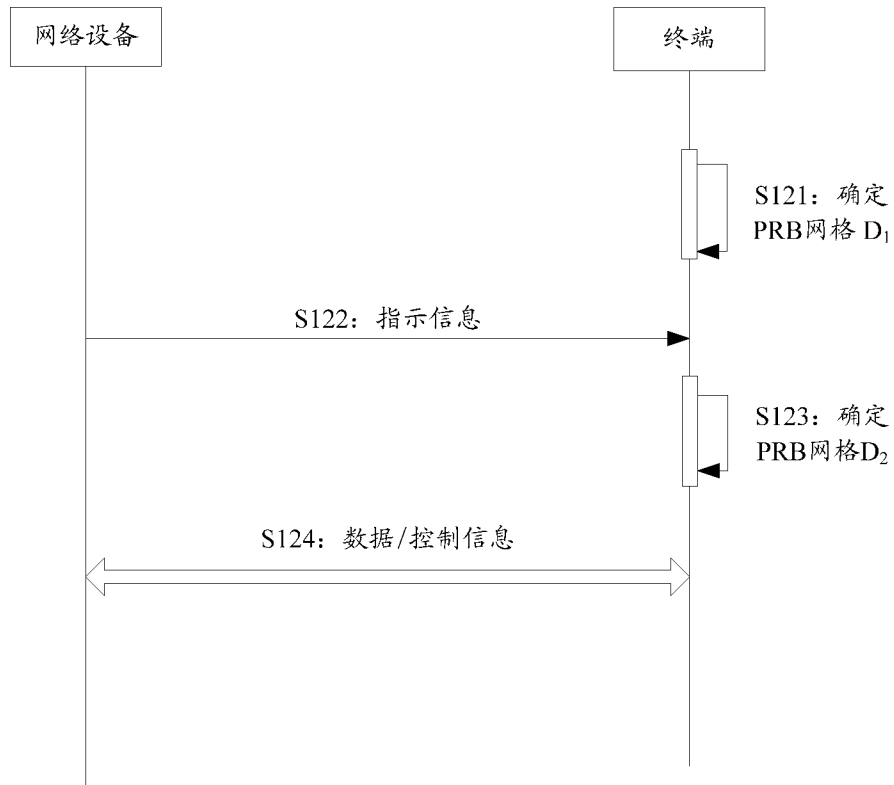 网络设备
终端
S121：确定
PRB网格 D₁
S122：指示信息
S123：确定
PRB网格D₂
S124：数据/控制信息